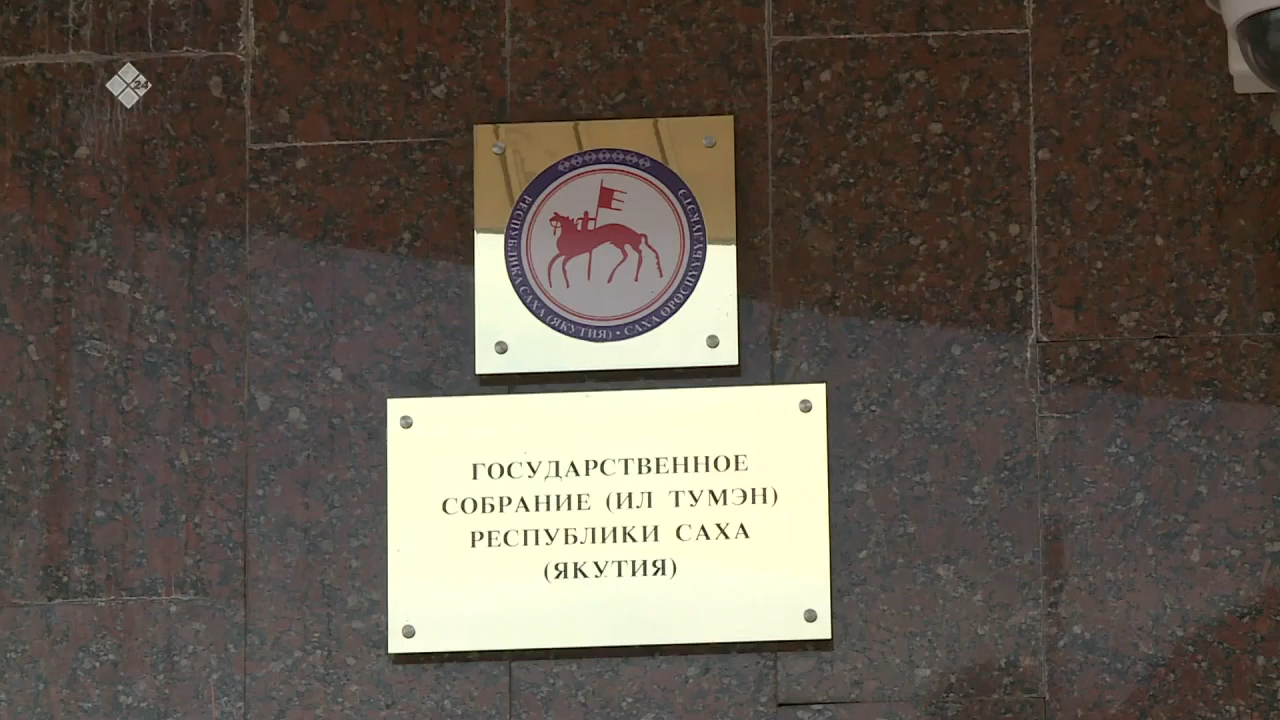 24
РЕСПУБЛИКА САХА (ЯКУТИЯ) • САХА ӨРӨСПҮҮБҮЛҮКЭТЭ
ГОСУДАРСТВЕННОЕ
СОБРАНИЕ (ИЛ ТУМЭН)
РЕСПУБЛИКИ САХА
(ЯКУТИЯ)